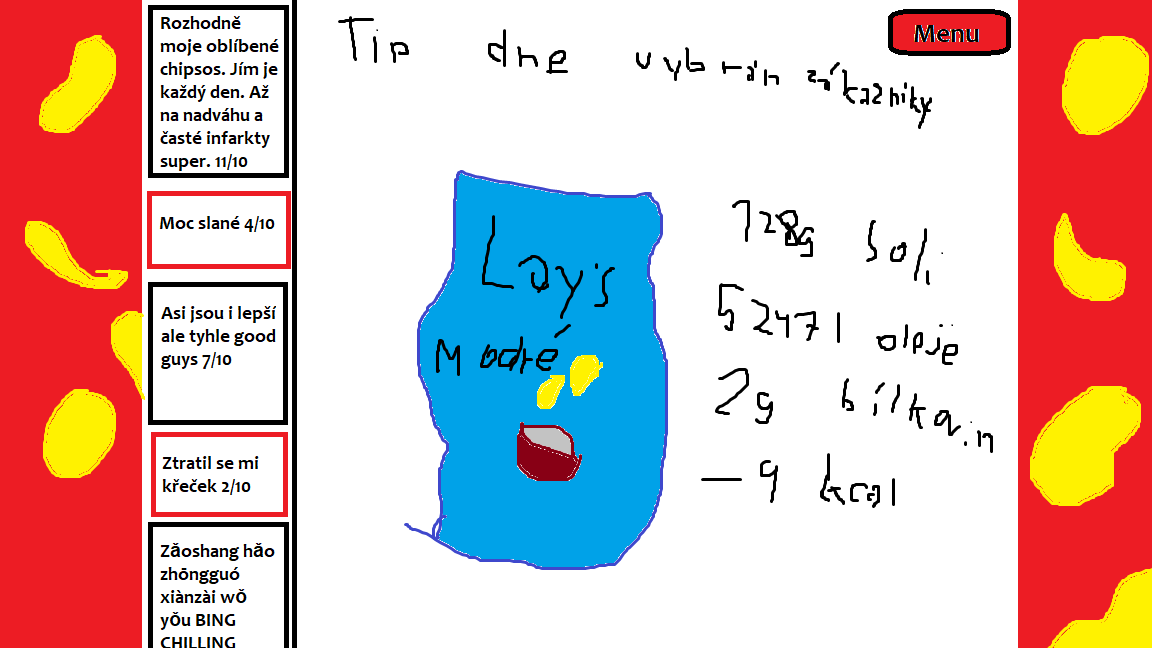 Rozhodně
moje oblíbené
chipsos. Jím je
každý den. Až
na nadváhu a
časté infarkty
super. 11/10
Moc slané 4/10
Asi jsou i lepší
ale tyhle good
guys 7/10
Ztratil se mi
křeček 2/10
Zǎoshang hǎo
zhōngguó
xiànzài wǒ
yǒu BING
CHILLING
Tip dne vybrán zákazníky
Menu
Lay's
Modré
728g soli
52471 oleje
2g bílkovin
-9 kcal